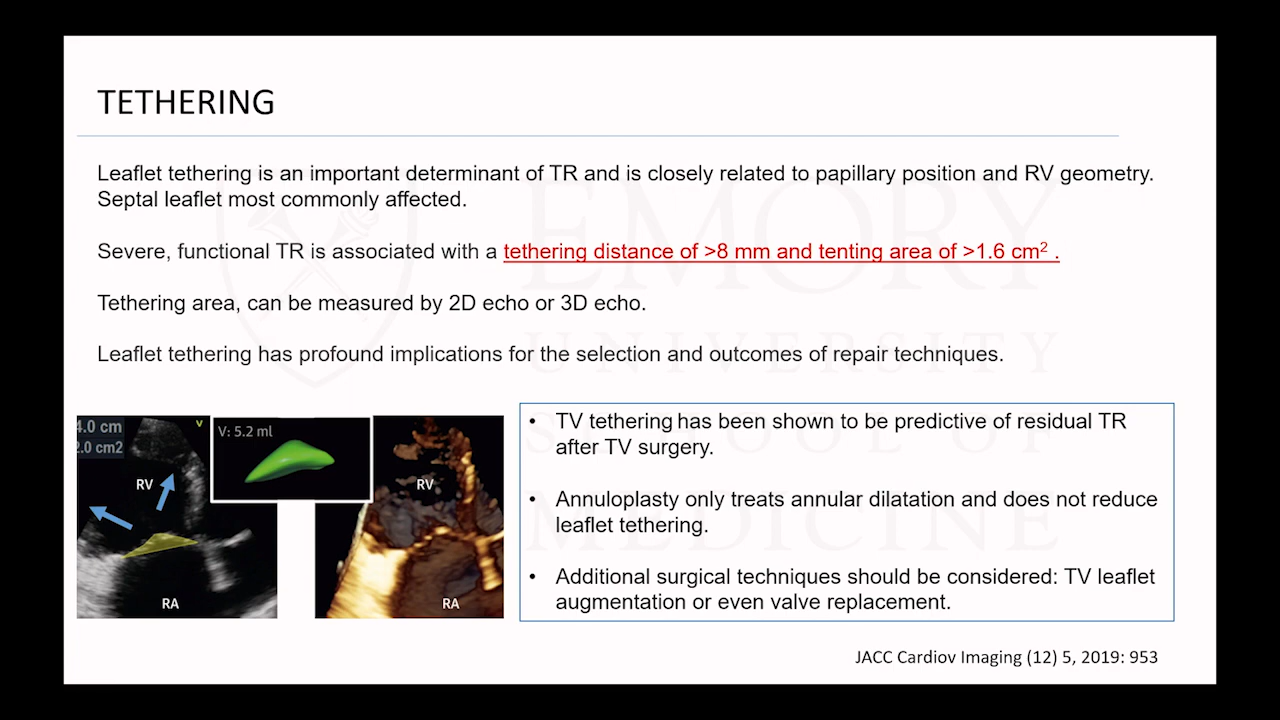 TETHERING
Leaflet tethering is an important determinant of TR and is closely related to papillary position and RV geometry.
Septal leaflet most commonly affected.
Severe, functional TR is associated with a tethering distance of >8 mm and tenting area of >1.6 cm² .
Tethering area, can be measured by 2D echo or 3D echo.
Leaflet tethering has profound implications for the selection and outcomes of repair techniques.
4.0 cm
2.0 cm2
V
RV
RA
V: 5.2 ml
RV
RA
• TV tethering has been shown to be predictive of residual TR
after TV surgery.
• Annuloplasty only treats annular dilatation and does not reduce
leaflet tethering.
• Additional surgical techniques should be considered: TV leaflet
augmentation or even valve replacement.
JACC Cardiov Imaging (12) 5, 2019: 953
EMORY
UNIVERSITY
SCHOOL OF
MEDICINE